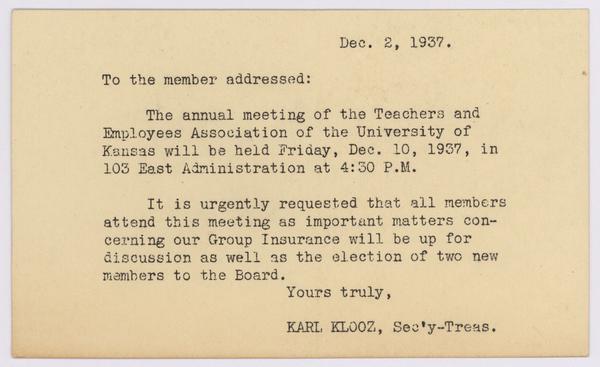 Dec. 2, 1937.
To the member addressed:
The annual meeting of the Teachers and
Employees Association of the University of
Kansas will be held Friday, Dec. 10, 1937, in
103 East Administration at 4:30 P.M.
It is urgently requested that all members
attend this meeting as important matters con-
cerning our Group Insurance will be up for
discussion as well as the election of two new
members to the Board.
Yours truly,
KARL KLOOZ, Sec'y-Treas.